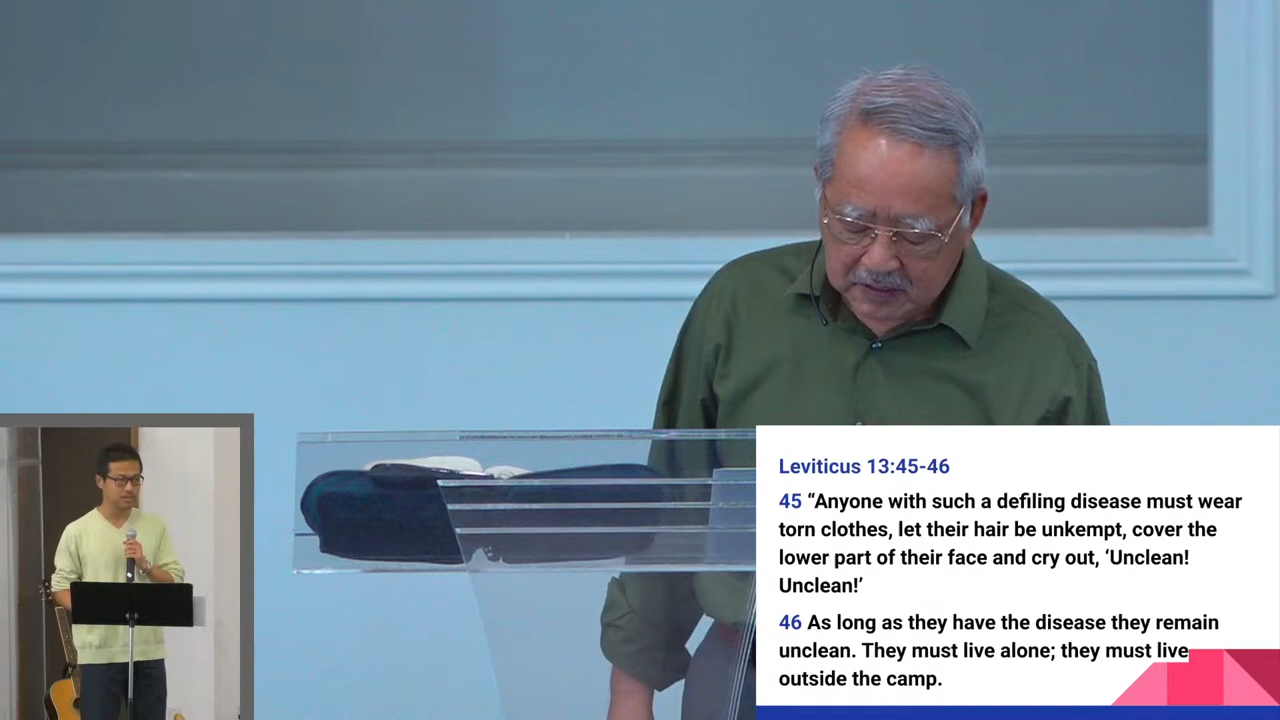 Leviticus 13:45-46
45 “Anyone with such a defiling disease must wear
torn clothes, let their hair be unkempt, cover the
lower part of their face and cry out, ‘Unclean!
Unclean!’
46 As long as they have the disease they remain
unclean. They must live alone; they must live
outside the camp.